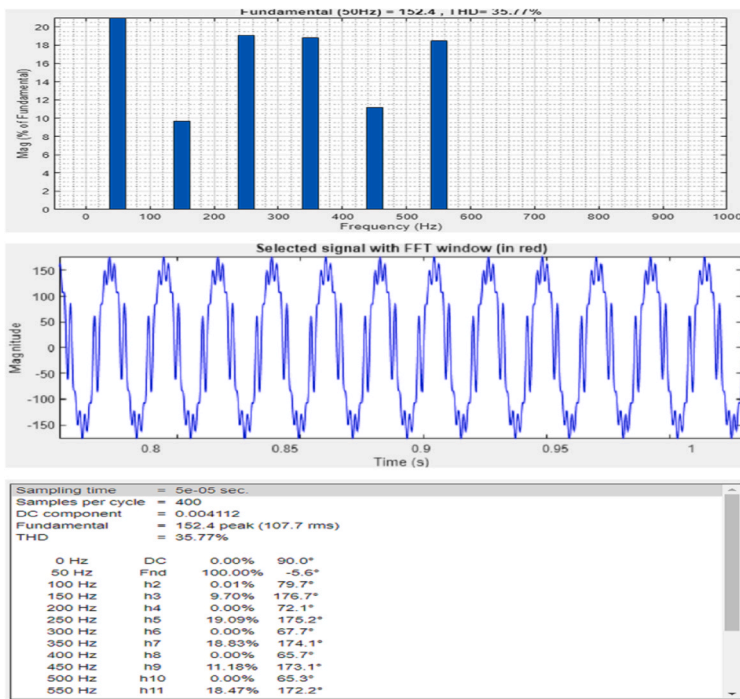 Fundamental (50Hz) = 152.4 , THD= 35.77%
20
18
16
14
12
10
8
6
4
2
0
Mag (% of Fundamental)
0 100 200 300 400 500 600 700 800 900 1000
Frequency (Hz)
Selected signal with FFT window (in red)
150
100
50
0
-50
-100
-150
Magnitude
0.8 0.85 0.9 0.95 1
Time (s)
Sampling time = 5e-05 sec.
Samples per cycle = 400
DC component = 0.004112
Fundamental = 152.4 peak (107.7 rms)
THD = 35.77%
0 Hz DC 0.00% 90.0°
50 Hz Fnd 100.00% -5.6°
100 Hz h2 0.01% 79.7°
150 Hz h3 9.70% 176.7°
200 Hz h4 0.00% 72.1°
250 Hz h5 19.09% 175.2°
300 Hz h6 0.00% 67.7°
350 Hz h7 18.83% 174.1°
400 Hz h8 0.00% 65.7°
450 Hz h9 11.18% 173.1°
500 Hz h10 0.00% 65.3°
550 Hz h11 18.47% 172.2°